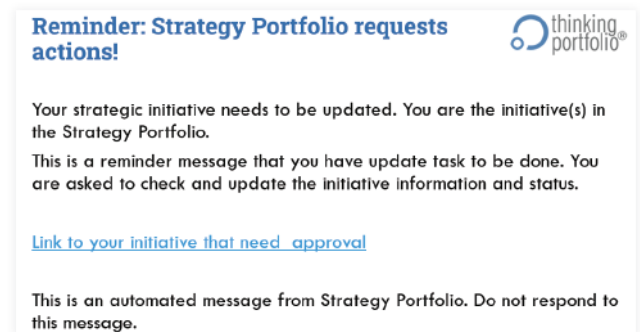 Reminder: Strategy Portfolio requests
actions!
thinking
portfolio®
Your strategic initiative needs to be updated. You are the initiative(s) in
the Strategy Portfolio.
This is a reminder message that you have update task to be done. You
are asked to check and update the initiative information and status.
Link to your initiative that need  approval
This is an automated message from Strategy Portfolio. Do not respond to
this message.